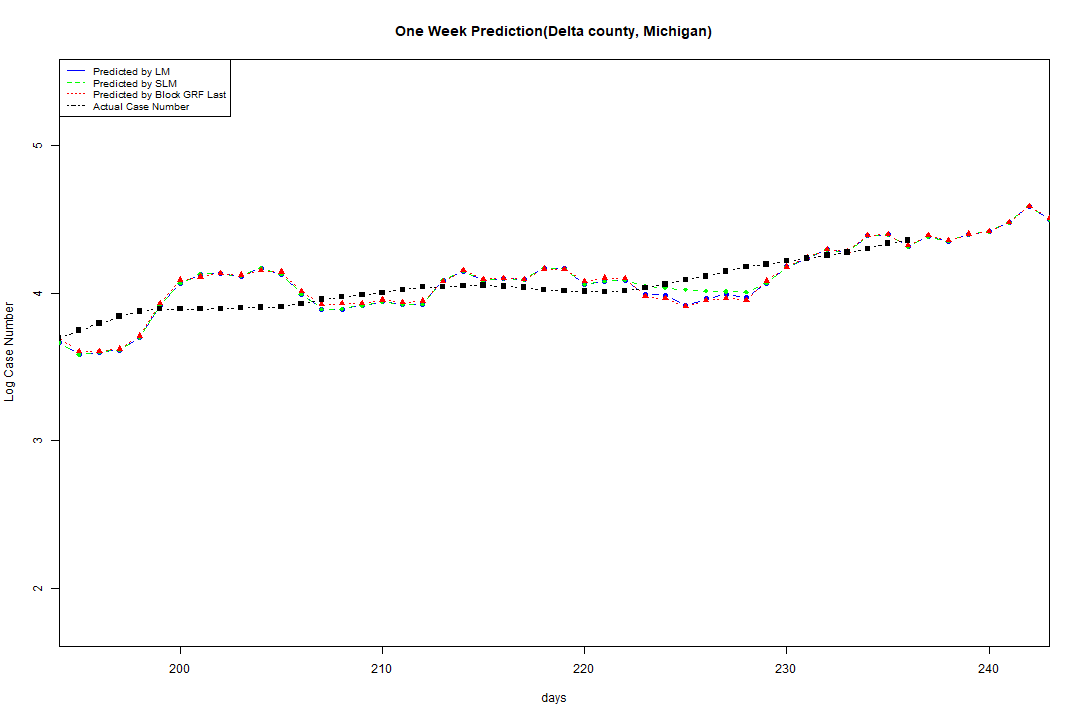 One Week Prediction(Delta county, Michigan)
Predicted by LM
Predicted by SLM
Predicted by Block GRF Last
Actual Case Number
5
4
3
2
Log Case Number
200
210
220
230
240
days